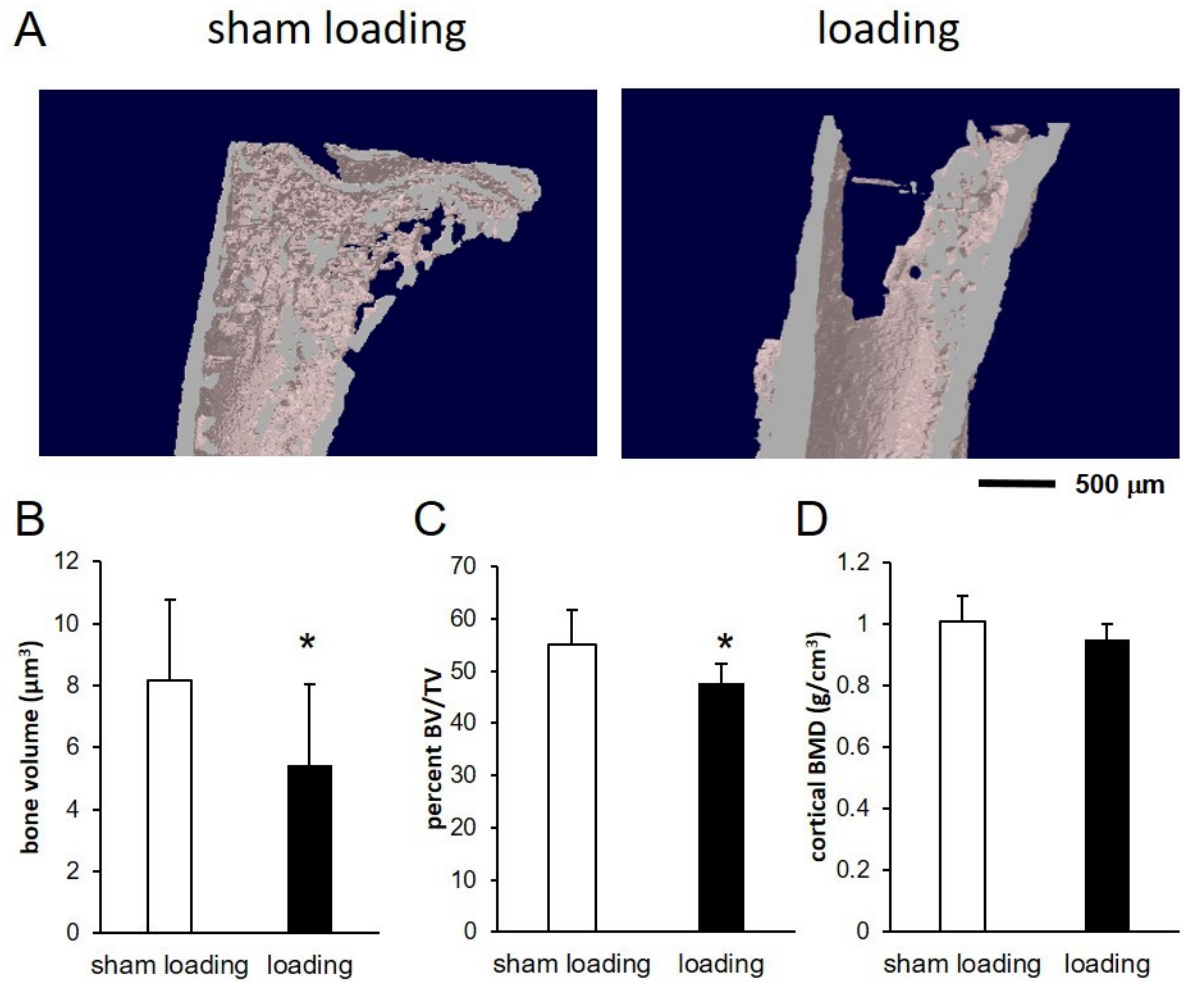 A
sham loading
loading
500 μm
B
12
10
8
6
4
2
0
bone volume (μm³)
*
sham loading
loading
C
70
60
50
40
30
20
10
0
percent BV/TV
*
sham loading
loading
D
1.2
1
0.8
0.6
0.4
0.2
0
cortical BMD (g/cm³)
sham loading
loading